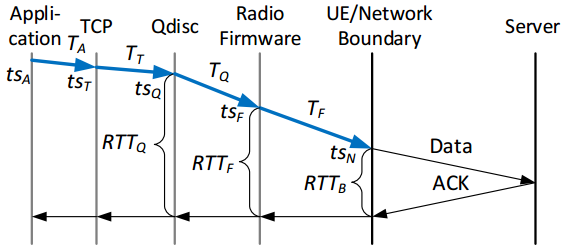 Appli-
cation
TCP
Qdisc
Radio
Firmware
UE/Network
Boundary
Server
T_A
T_T
T_Q
T_F
ts_A
ts_T
ts_Q
ts_F
ts_N
RTT_Q
RTT_F
RTT_B
Data
ACK